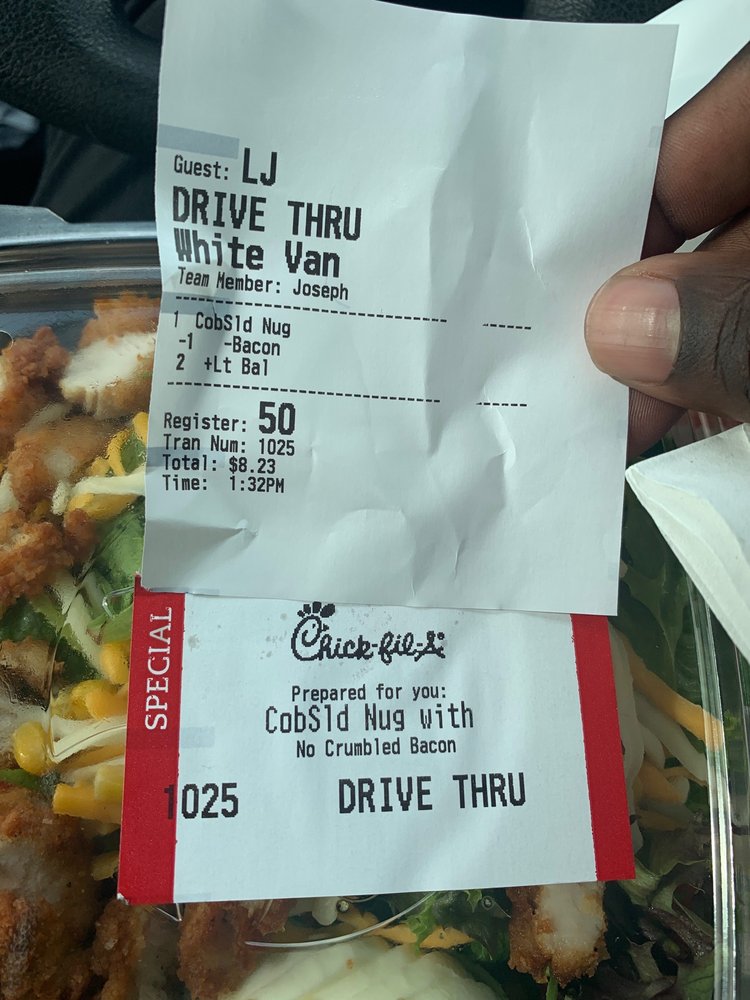 Guest: LJ
DRIVE THRU
White Van
Team Member: Joseph
1 CobSld Nug
-1 -Bacon
2 +Lt Bal
Register: 50
Tran Num: 1025
Total: $8.23
Time: 1:32PM
SPECIAL
Chick-fil-A
Prepared for you:
CobSld Nug with
No Crumbled Bacon
1025 DRIVE THRU